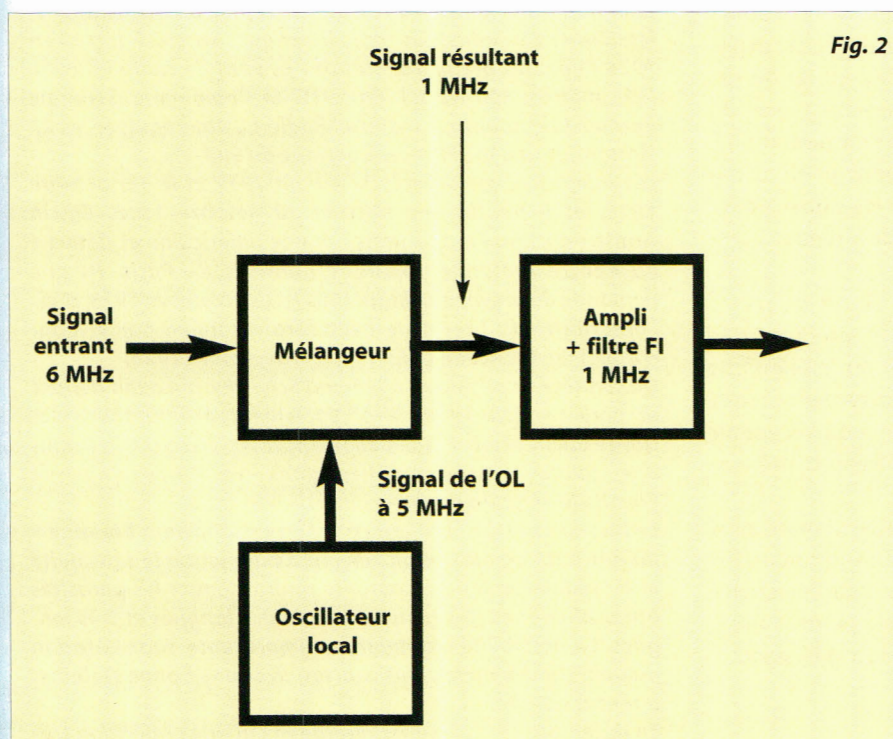 Fig. 2
Signal résultant
1 MHz
Signal
entrant
6 MHz
Mélangeur
Ampli
+ filtre FI
1 MHz
Signal de l'OL
à 5 MHz
Oscillateur
local